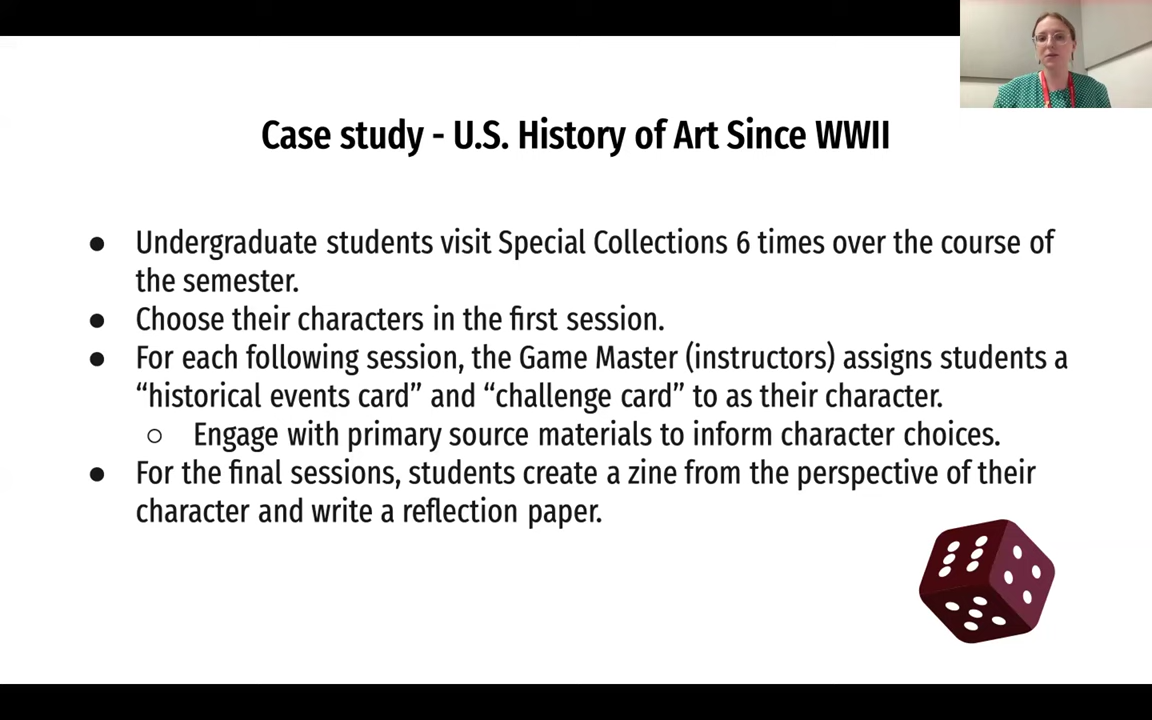 Case study - U.S. History of Art Since WWII
● Undergraduate students visit Special Collections 6 times over the course of
the semester.
● Choose their characters in the first session.
● For each following session, the Game Master (instructors) assigns students a
“historical events card” and “challenge card” to as their character.
○ Engage with primary source materials to inform character choices.
● For the final sessions, students create a zine from the perspective of their
character and write a reflection paper.